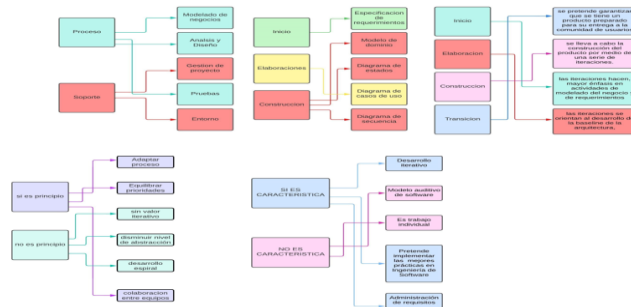 Proceso
Soporte
Modelado de
negocios
Analisis y
Diseño
Gestion de
proyecto
Pruebas
Entorno
Inicio
Elaboraciones
Construccion
Especificacion de
requerimientos
Modelo de
dominio
Diagrama de
estados
Diagrama de
casos de uso
Diagrama de
secuencia
Inicio
Elaboracion
Construccion
Transicion
se pretende garantizar
que se tiene un
producto preparado
para su entrega a la
comunidad de usuarios
se lleva a cabo la
construcción del
producto por medio de
una serie de
iteraciones.
las iteraciones hacen
mayor énfasis en
actividades de
modelado del negocio y
de requerimientos
las iteraciones se
orientan al desarrollo de
la baseline de la
arquitectura,
si es principio
no es principio
Adaptar
proceso
Equilibrar
prioridades
sin valor
iterativo
disminuir nivel
de abstracción
desarrollo
espiral
colaboracion
entre equipos
SI ES
CARACTERISTICA
NO ES
CARACTERISTICA
Desarrollo
iterativo
Modelo auditivo
de software
Es trabajo
individual
Pretende
implementar
las mejores
prácticas en
Ingeniería de
Software
Administración
de requisitos